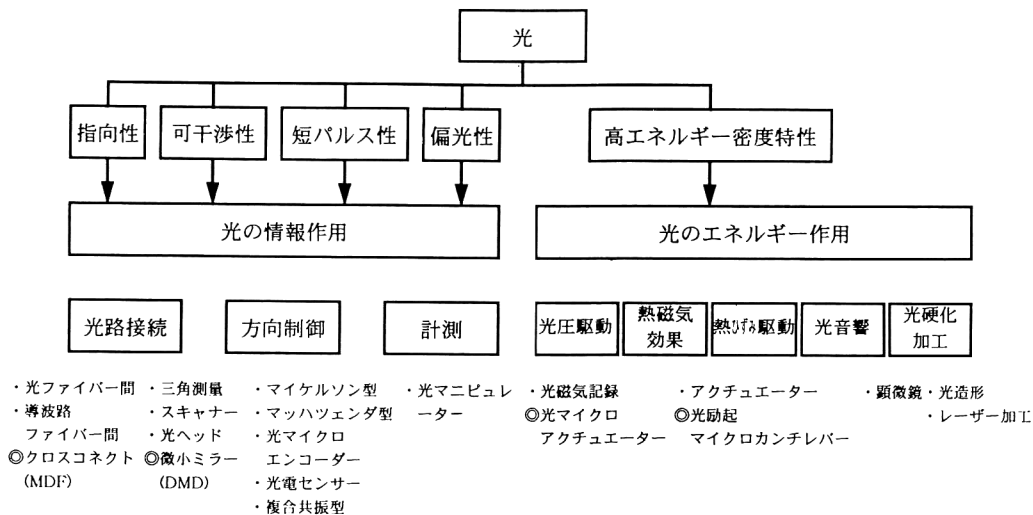 光
指向性
可干渉性
短パルス性
偏光性
高エネルギー密度特性
光の情報作用
光のエネルギー作用
光路接続
方向制御
計測
光圧駆動
熱磁気
効果
熱ひずみ駆動
光音響
光硬化
加工
・光ファイバー間
・導波路
ファイバー間
◎クロスコネクト
(MDF)
・三角測量
・スキャナー
・光ヘッド
◎微小ミラー
(DMD)
・マイケルソン型
・マッハツェンダ型
・光マイクロ
エンコーダー
・光電センサー
・複合共振型
・光マニピュレ
ーター
・光磁気記録
◎光マイクロ
アクチュエーター
・アクチュエーター
◎光励起
マイクロカンチレバー
・顕微鏡
・光造形
・レーザー加工